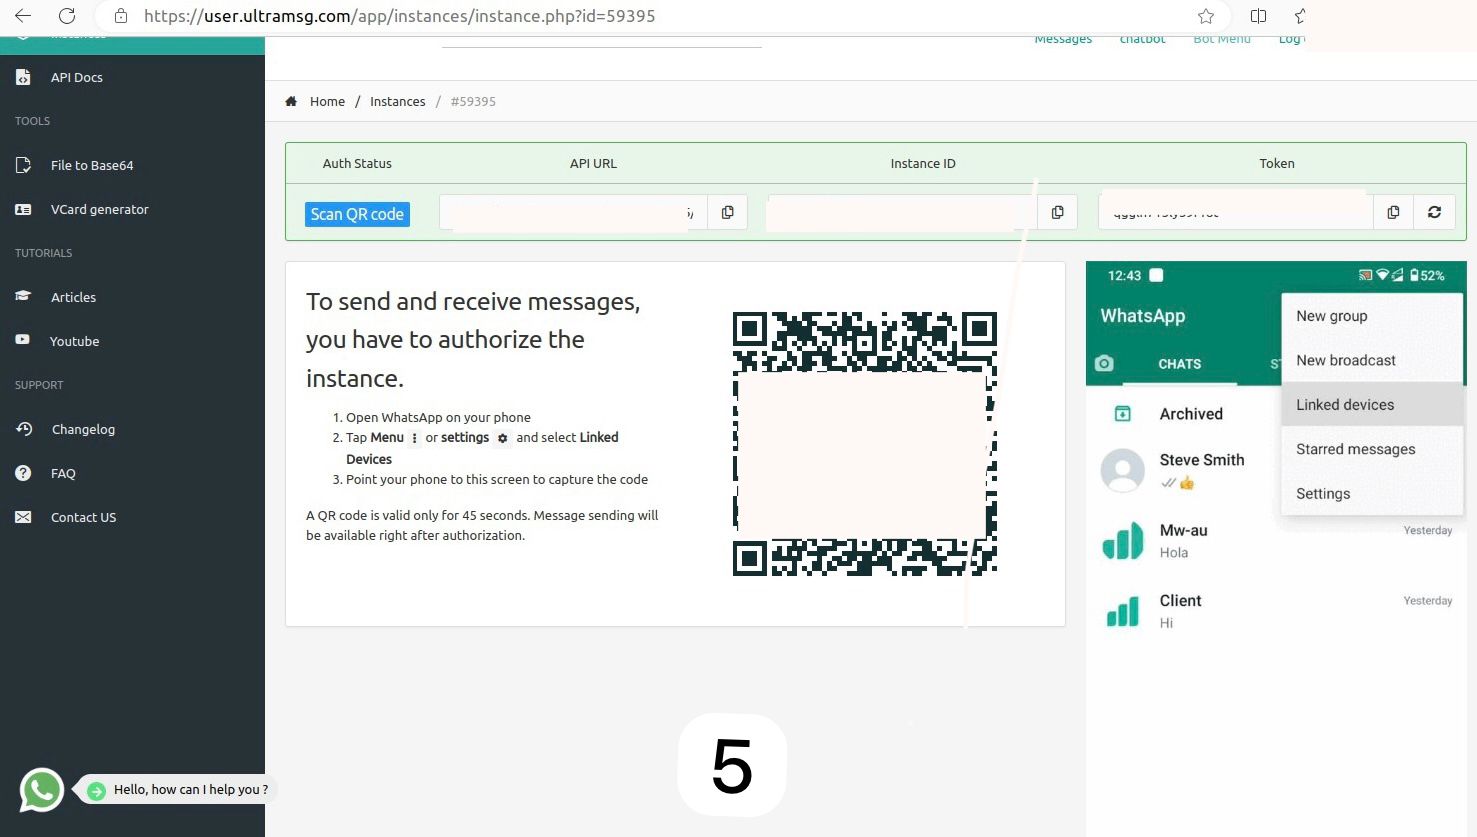 https://user.ultramsg.com/app/instances/instance.php?id=59395
Instances
Messages chatbot Bot Menu Log
API Docs
TOOLS
File to Base64
VCard generator
TUTORIALS
Articles
Youtube
SUPPORT
Changelog
FAQ
Contact US
Hello, how can I help you ?
Home / Instances / #59395
Auth Status API URL Instance ID Token
Scan QR code
To send and receive messages,
you have to authorize the
instance.
1. Open WhatsApp on your phone
2. Tap Menu or settings and select Linked
Devices
3. Point your phone to this screen to capture the code
A QR code is valid only for 45 seconds. Message sending will
be available right after authorization.
12:43 52%
WhatsApp
CHATS
New group
New broadcast
Linked devices
Starred messages
Settings
Archived
Steve Smith
Mw-au Yesterday
Hola
Client Yesterday
Hi
5